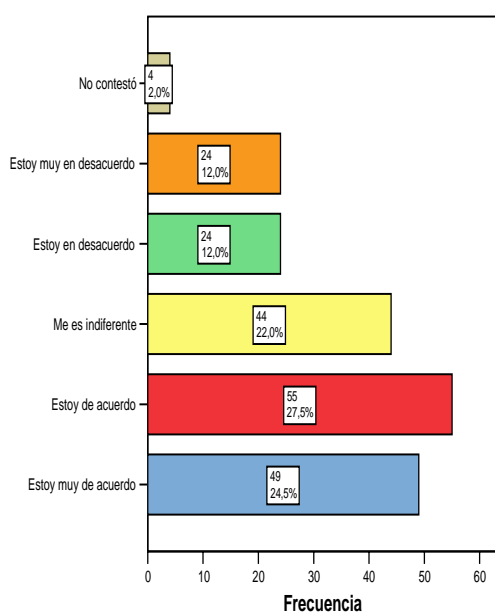 No contestó
4
2,0%
Estoy muy en desacuerdo
24
12,0%
Estoy en desacuerdo
24
12,0%
Me es indiferente
44
22,0%
Estoy de acuerdo
55
27,5%
Estoy muy de acuerdo
49
24,5%
0 10 20 30 40 50 60
Frecuencia